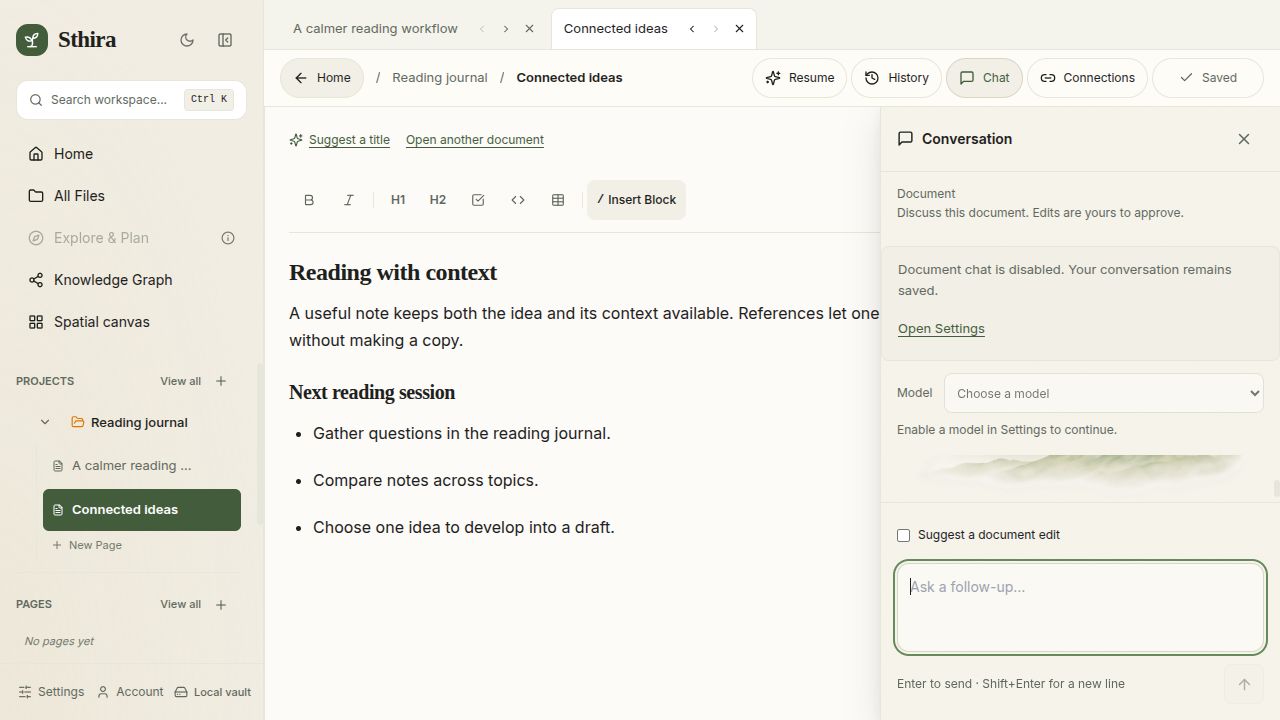 Sthira
Search workspace...
Ctrl K
Home
All Files
Explore & Plan
Knowledge Graph
Spatial canvas
PROJECTS
View all
Reading journal
A calmer reading ...
Connected ideas
New Page
PAGES
View all
No pages yet
Settings
Account
Local vault
A calmer reading workflow
Connected ideas
Home
/ Reading journal / Connected ideas
Resume
History
Chat
Connections
Saved
Suggest a title
Open another document
B
I
H1
H2
/ Insert Block
Reading with context
A useful note keeps both the idea and its context available. References let one
without making a copy.
Next reading session
Gather questions in the reading journal.
Compare notes across topics.
Choose one idea to develop into a draft.
Conversation
Document
Discuss this document. Edits are yours to approve.
Document chat is disabled. Your conversation remains
saved.
Open Settings
Model
Choose a model
Enable a model in Settings to continue.
Suggest a document edit
Ask a follow-up...
Enter to send · Shift+Enter for a new line